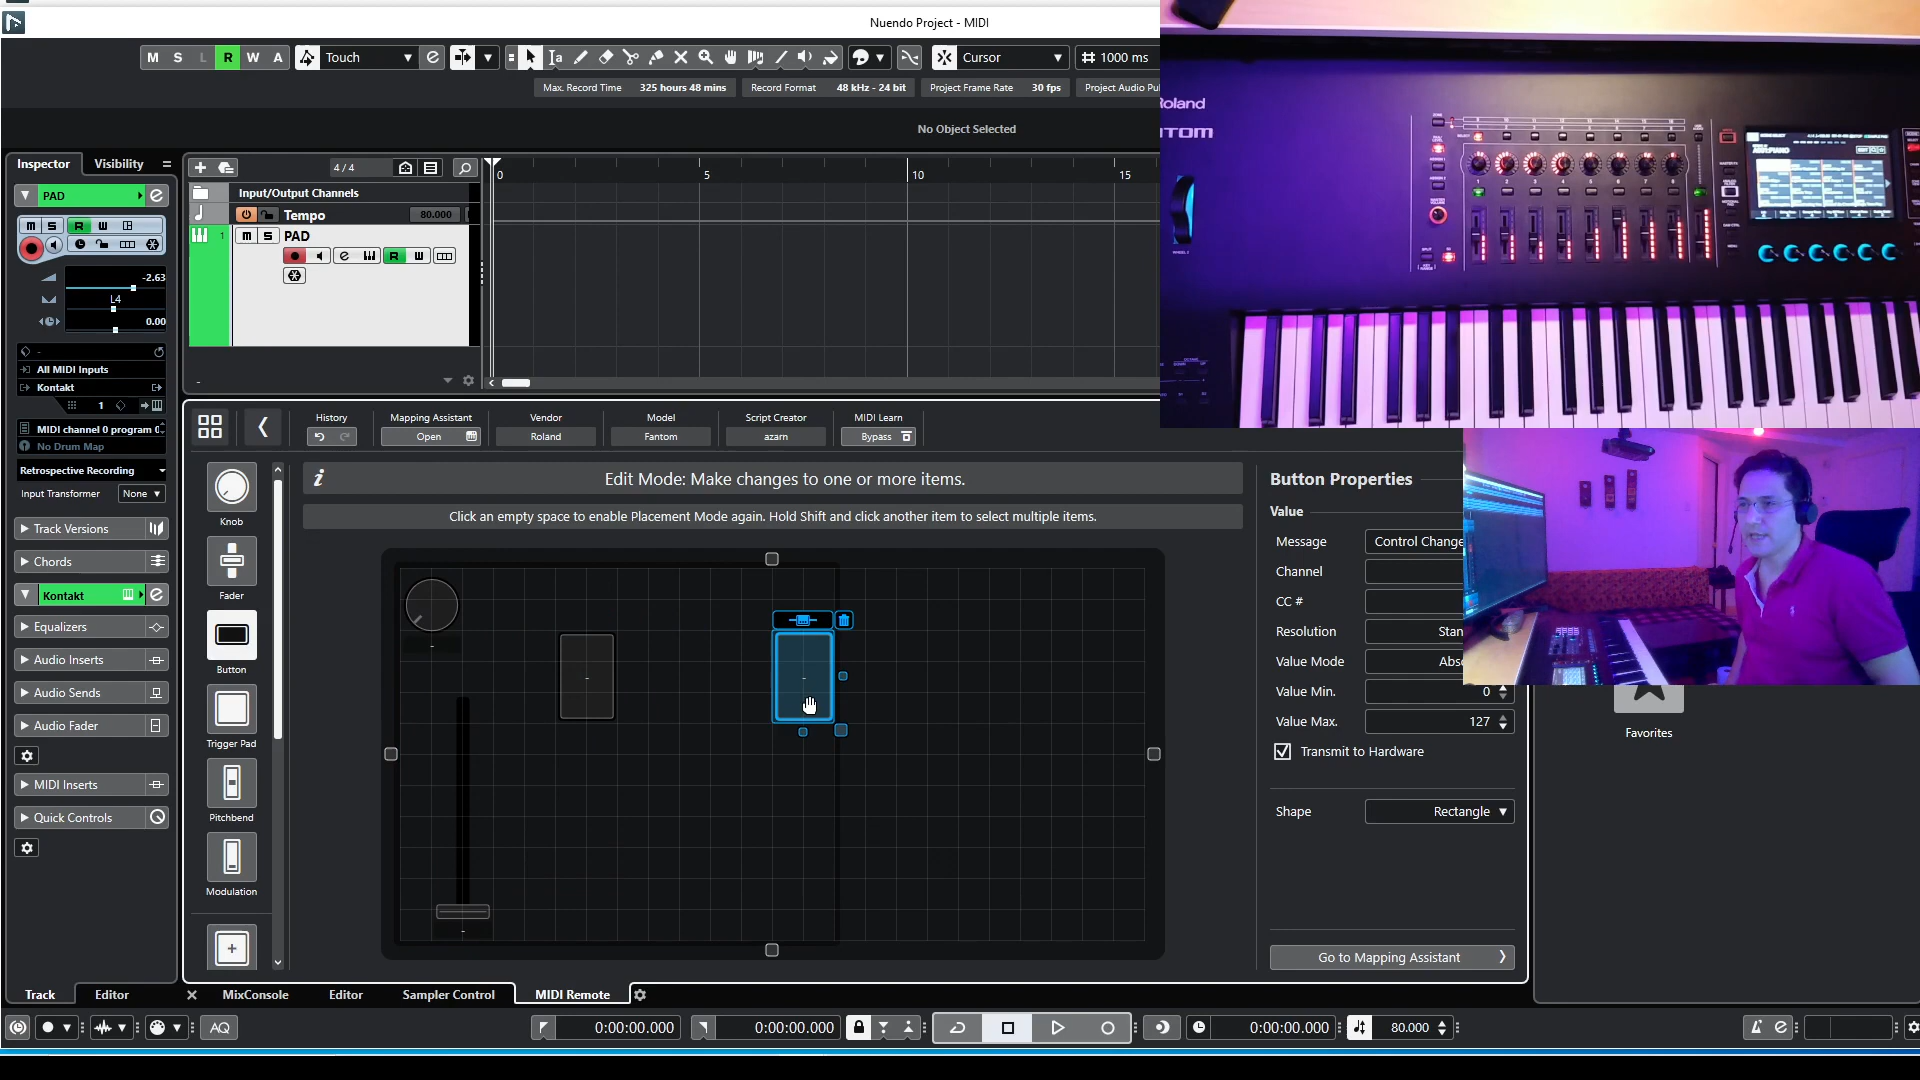 Nuendo Project - MIDI
M S L R W A Touch Cursor 1000 ms
Max. Record Time 325 hours 48 mins Record Format 48 kHz - 24 bit Project Frame Rate 30 fps Project Audio Pul
No Object Selected
Inspector Visibility
4 / 4
0 5 10 15
PAD
Input/Output Channels
Tempo 80.000
1 M S PAD
M S R W
R W
-2.63
L4
0.00
-
All MIDI Inputs
Kontakt
1
MIDI channel 0 program 0
No Drum Map
Retrospective Recording
Input Transformer None
Track Versions
Chords
Kontakt
Equalizers
Audio Inserts
Audio Sends
Audio Fader
MIDI Inserts
Quick Controls
History Mapping Assistant Vendor Model Script Creator MIDI Learn
Open Roland Fantom azarn Bypass
Knob
Fader
Button
Trigger Pad
Pitchbend
Modulation
Edit Mode: Make changes to one or more items.
Click an empty space to enable Placement Mode again. Hold Shift and click another item to select multiple items.
Button Properties
Value
Message Control Change
Channel
CC #
Resolution Stan
Value Mode Abs
Value Min. 0
Value Max. 127
Transmit to Hardware
Shape Rectangle
Go to Mapping Assistant
Favorites
Track Editor MixConsole Editor Sampler Control MIDI Remote
AQ 0:00:00.000 0:00:00.000 0:00:00.000 80.000
Roland